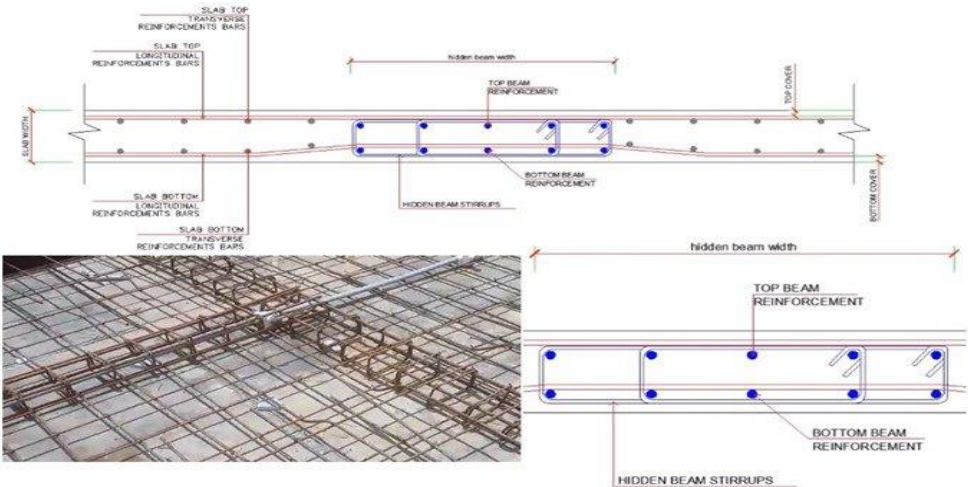 SLAB TOP
TRANSVERSE
REINFORCEMENTS BARS
SLAB TOP
LONGITUDINAL
REINFORCEMENTS BARS
hidden beam width
TOP BEAM
REINFORCEMENT
TOP COVER
SLAB WIDTH
BOTTOM BEAM
REINFORCEMENT
SLAB BOTTOM
LONGITUDINAL
REINFORCEMENTS BARS
HIDDEN BEAM STIRRUPS
BOTTOM COVER
SLAB BOTTOM
TRANSVERSE
REINFORCEMENTS BARS
hidden beam width
TOP BEAM
REINFORCEMENT
BOTTOM BEAM
REINFORCEMENT
HIDDEN BEAM STIRRUPS